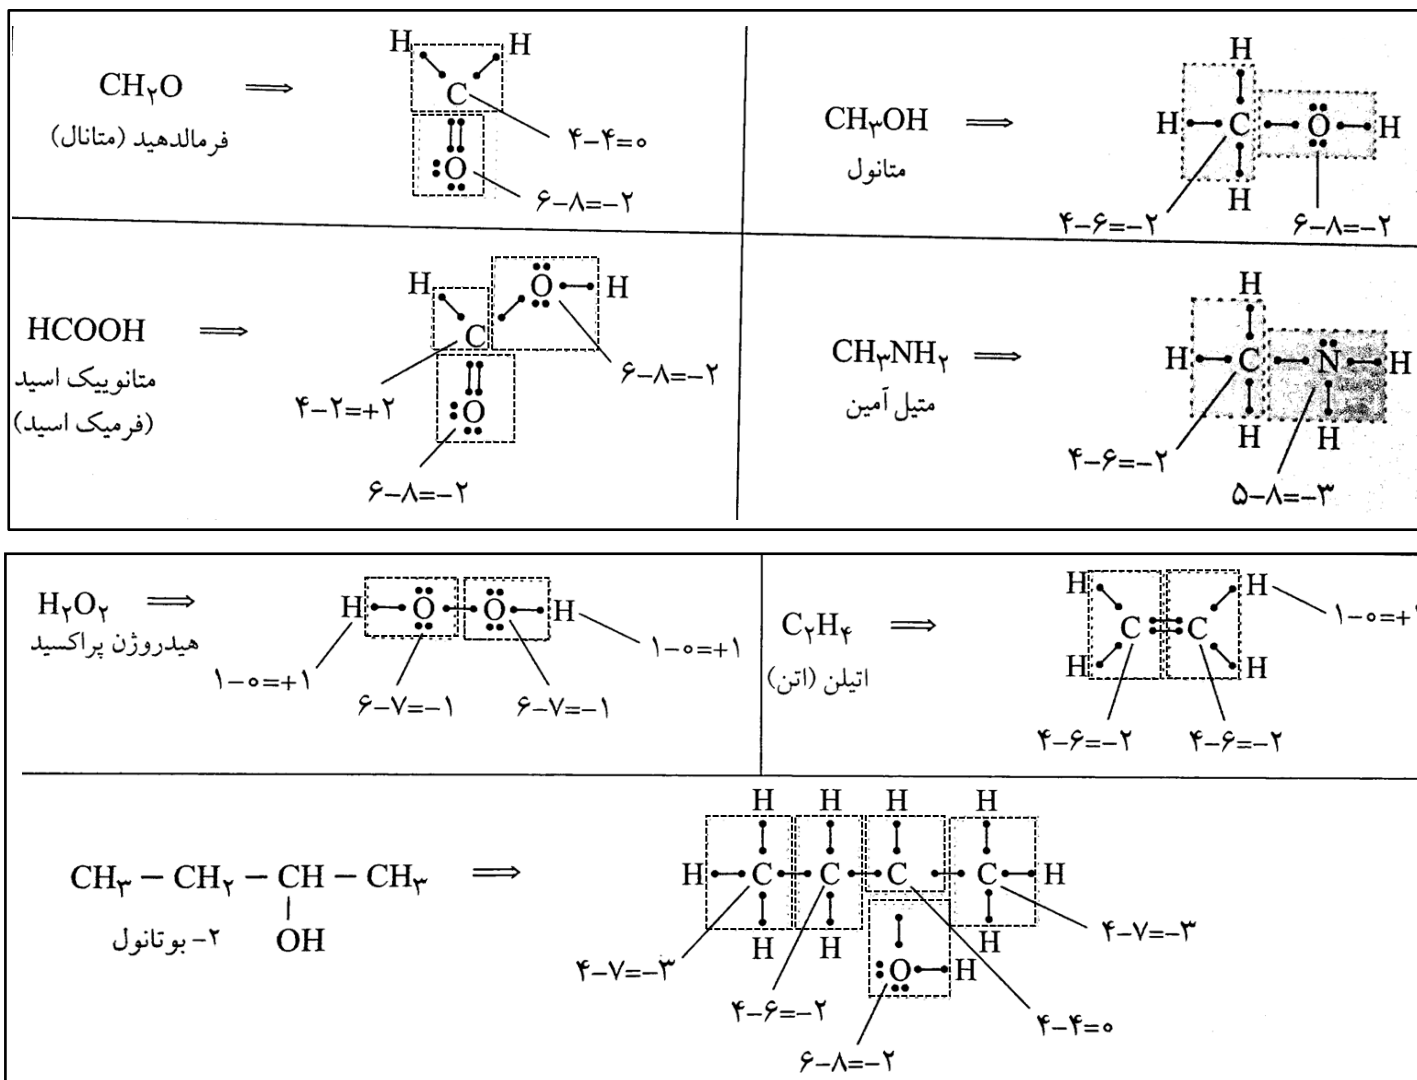 CH۲O ⟹
فرمالدهید (متانال)
H H
C
O
۴-۴=۰
۶-۸=-۲
CH۳OH ⟹
متانول
H
H C O H
H
۴-۶=-۲ ۶-۸=-۲
HCOOH ⟹
متانوییک اسید
(فرمیک اسید)
H O H
C
O
۶-۸=-۲
۴-۲=+۲
۶-۸=-۲
CH۳NH۲ ⟹
متیل آمین
H
H C N H
H H
۴-۶=-۲
۵-۸=-۳
H۲O۲ ⟹
هیدروژن پراکسید
H O O H
۱-۰=+۱ ۱-۰=+۱
۶-۷=-۱ ۶-۷=-۱
C۲H۴ ⟹
اتیلن (اتن)
H H
C C
H H
۱-۰=+۱
۴-۶=-۲ ۴-۶=-۲
CH۳ – CH۲ – CH – CH۳ ⟹
OH
۲- بوتانول
H H H H
H C C C C H
H H H
O H
۴-۷=-۳
۴-۷=-۳
۴-۶=-۲
۴-۴=۰
۶-۸=-۲